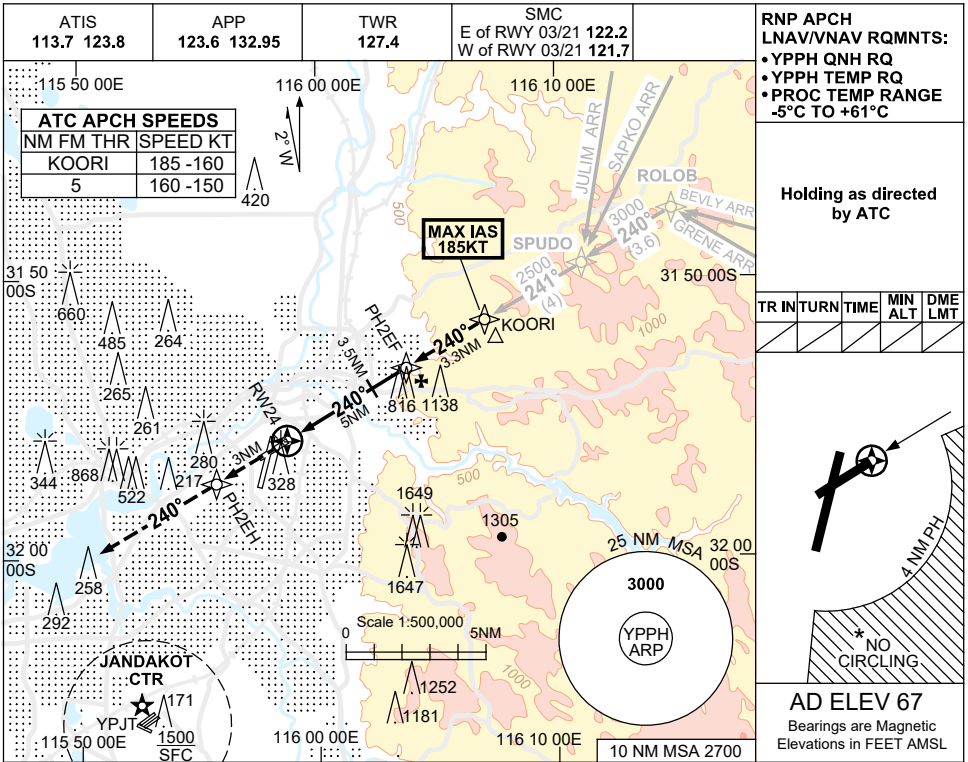 ATIS
113.7 123.8
APP
123.6 132.95
TWR
127.4
SMC
E of RWY 03/21 122.2
W of RWY 03/21 121.7
RNP APCH
LNAV/VNAV RQMNTS:
• YPPH QNH RQ
• YPPH TEMP RQ
• PROC TEMP RANGE
-5°C TO +61°C
Holding as directed
by ATC
TR IN TURN TIME MIN ALT DME LMT
115 50 00E
116 00 00E
116 10 00E
ATC APCH SPEEDS
NM FM THR SPEED KT
KOORI 185 -160
5 160 -150
2° W
420
500
JULIM ARR
SAPKO ARR
ROLOB
BEVLY ARR
GRENE ARR
3000
240°
(3.6)
SPUDO
2500
241°
(4)
MAX IAS
185KT
31 50
00S
31 50 00S
KOORI
1000
660
485
264
265
261
PH2EF
240°
3.3NM
3.5NM
240°
5NM
816
1138
RW24
344
868
522
217
280
328
3NM
PH2EH
240°
500
1649
1305
1647
25 NM MSA
3000
YPPH
ARP
32 00
00S
32 00
00S
258
292
Scale 1:500,000
0
5NM
JANDAKOT
CTR
171
YPJT
1500
SFC
1252
1181
1000
115 50 00E
116 00 00E
116 10 00E
10 NM MSA 2700
4 NM PH
*
NO
CIRCLING
AD ELEV 67
Bearings are Magnetic
Elevations in FEET AMSL